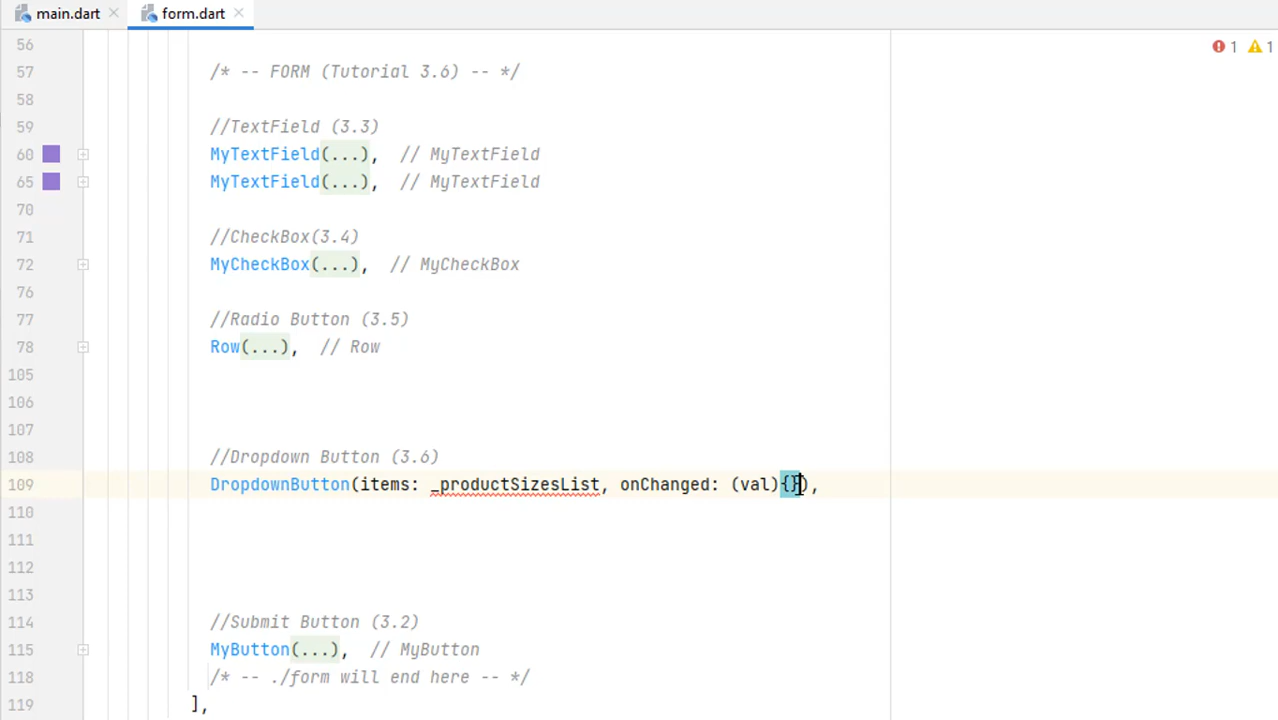 main.dart form.dart
1 1
56
57 /* -- FORM (Tutorial 3.6) -- */
58
59 //TextField (3.3)
60 MyTextField(...), // MyTextField
65 MyTextField(...), // MyTextField
70
71 //CheckBox(3.4)
72 MyCheckBox(...), // MyCheckBox
76
77 //Radio Button (3.5)
78 Row(...), // Row
105
106
107
108 //Dropdown Button (3.6)
109 DropdownButton(items: _productSizesList, onChanged: (val){}),
110
111
112
113
114 //Submit Button (3.2)
115 MyButton(...), // MyButton
118 /* -- ./form will end here -- */
119 ],